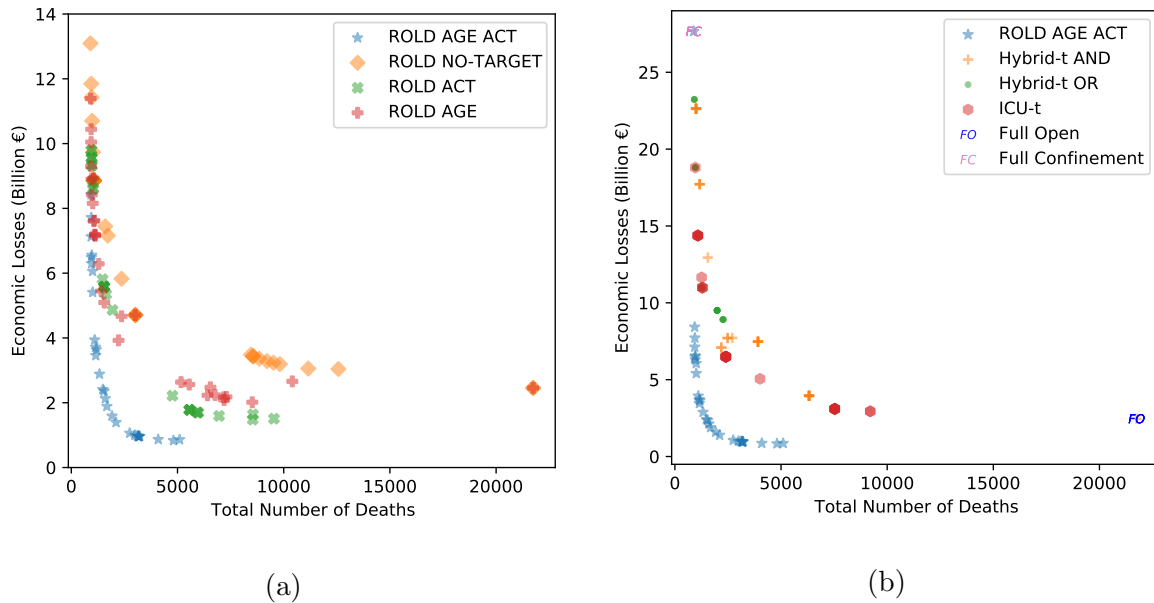 14
12
10
8
6
4
2
0
Economic Losses (Billion €)
0
5000
10000
15000
20000
Total Number of Deaths
ROLD AGE ACT
ROLD NO-TARGET
ROLD ACT
ROLD AGE
(a)
25
20
15
10
5
0
Economic Losses (Billion €)
0
5000
10000
15000
20000
Total Number of Deaths
FC
FO
ROLD AGE ACT
Hybrid-t AND
Hybrid-t OR
ICU-t
FO Full Open
FC Full Confinement
(b)